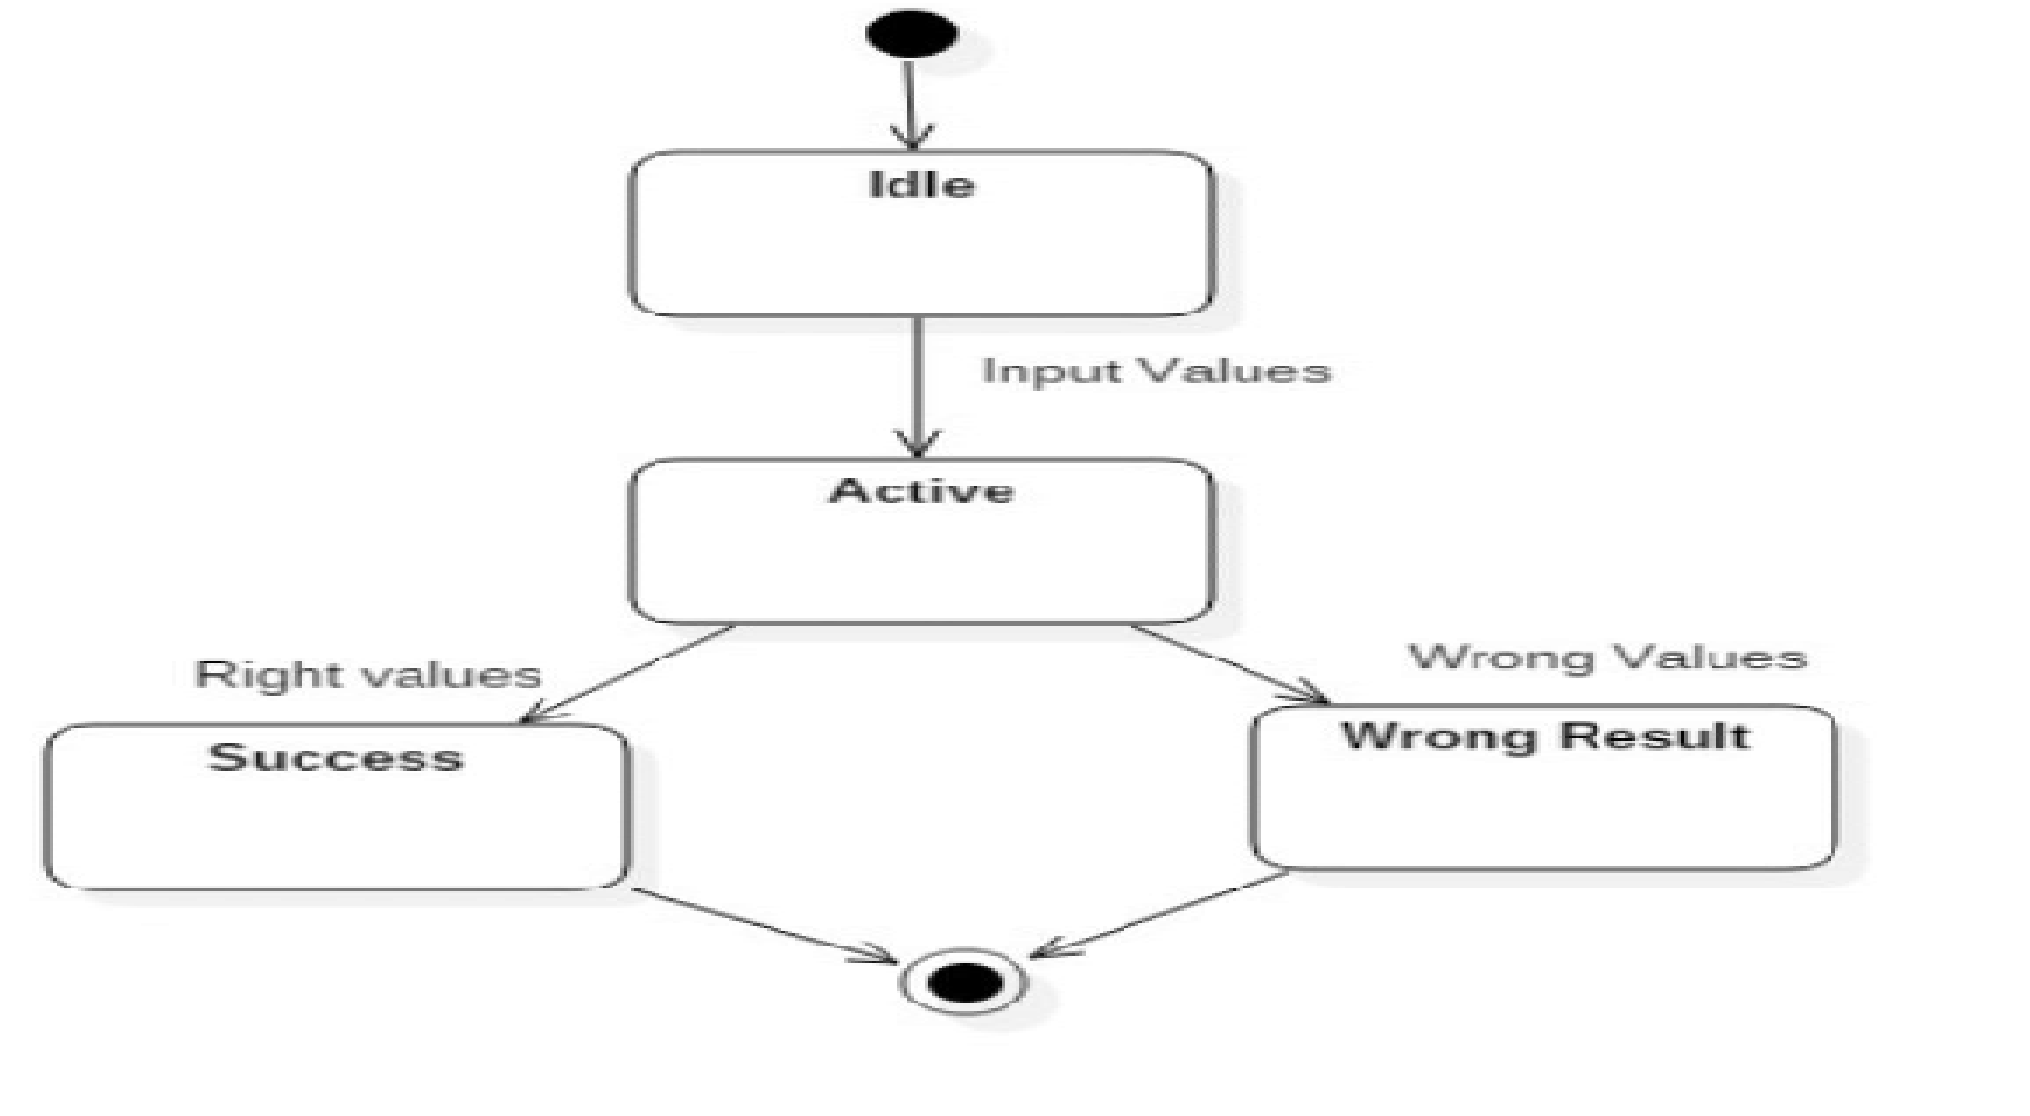 Idle
Input Values
Active
Right values
Wrong Values
Success
Wrong Result